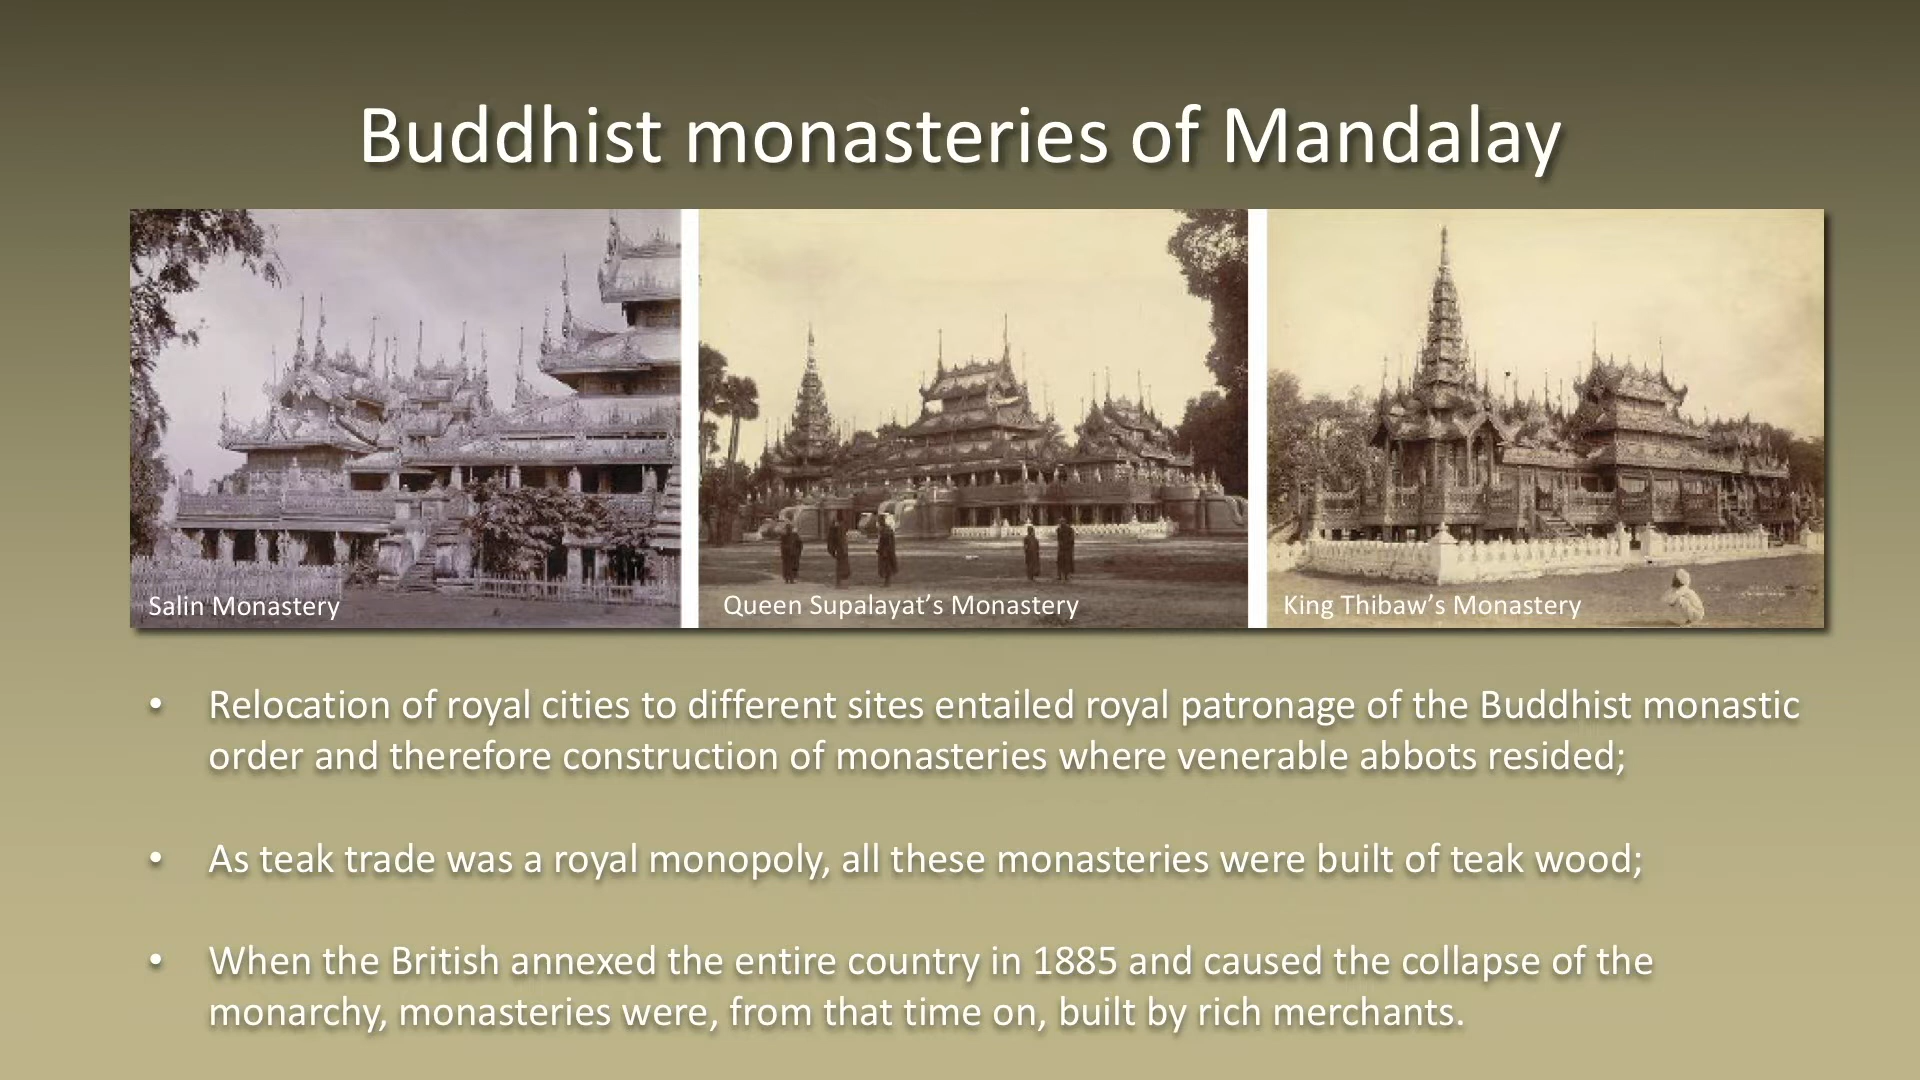 Buddhist monasteries of Mandalay
Salin Monastery
Queen Supalayat’s Monastery
King Thibaw’s Monastery
• Relocation of royal cities to different sites entailed royal patronage of the Buddhist monastic
order and therefore construction of monasteries where venerable abbots resided;
• As teak trade was a royal monopoly, all these monasteries were built of teak wood;
• When the British annexed the entire country in 1885 and caused the collapse of the
monarchy, monasteries were, from that time on, built by rich merchants.